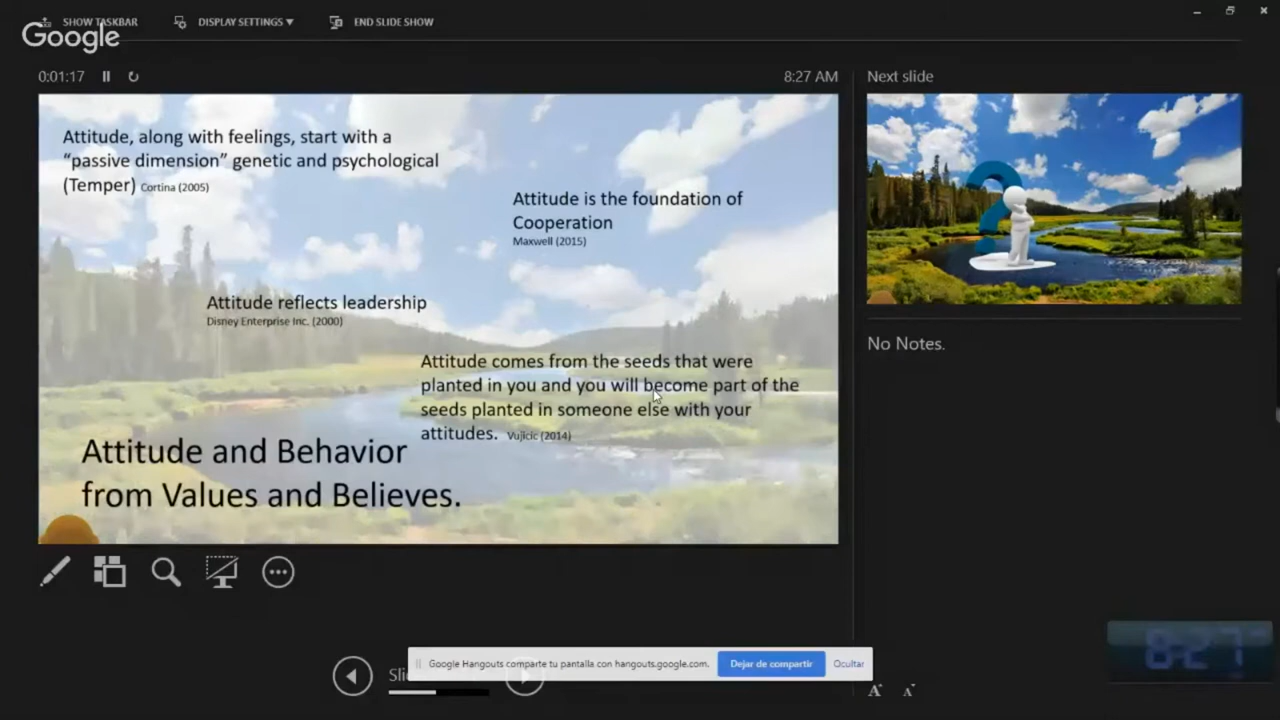 SHOW TASKBAR
DISPLAY SETTINGS ▼
END SLIDE SHOW
Google
0:01:17
8:27 AM
Next slide
Attitude, along with feelings, start with a
“passive dimension” genetic and psychological
(Temper) Cortina (2005)
Attitude is the foundation of
Cooperation
Maxwell (2015)
Attitude reflects leadership
Disney Enterprise Inc. (2000)
Attitude comes from the seeds that were
planted in you and you will become part of the
seeds planted in someone else with your
attitudes. Vujicic (2014)
Attitude and Behavior
from Values and Believes.
No Notes.
8:27
Google Hangouts comparte tu pantalla con hangouts.google.com.
Dejar de compartir
Ocultar
A A